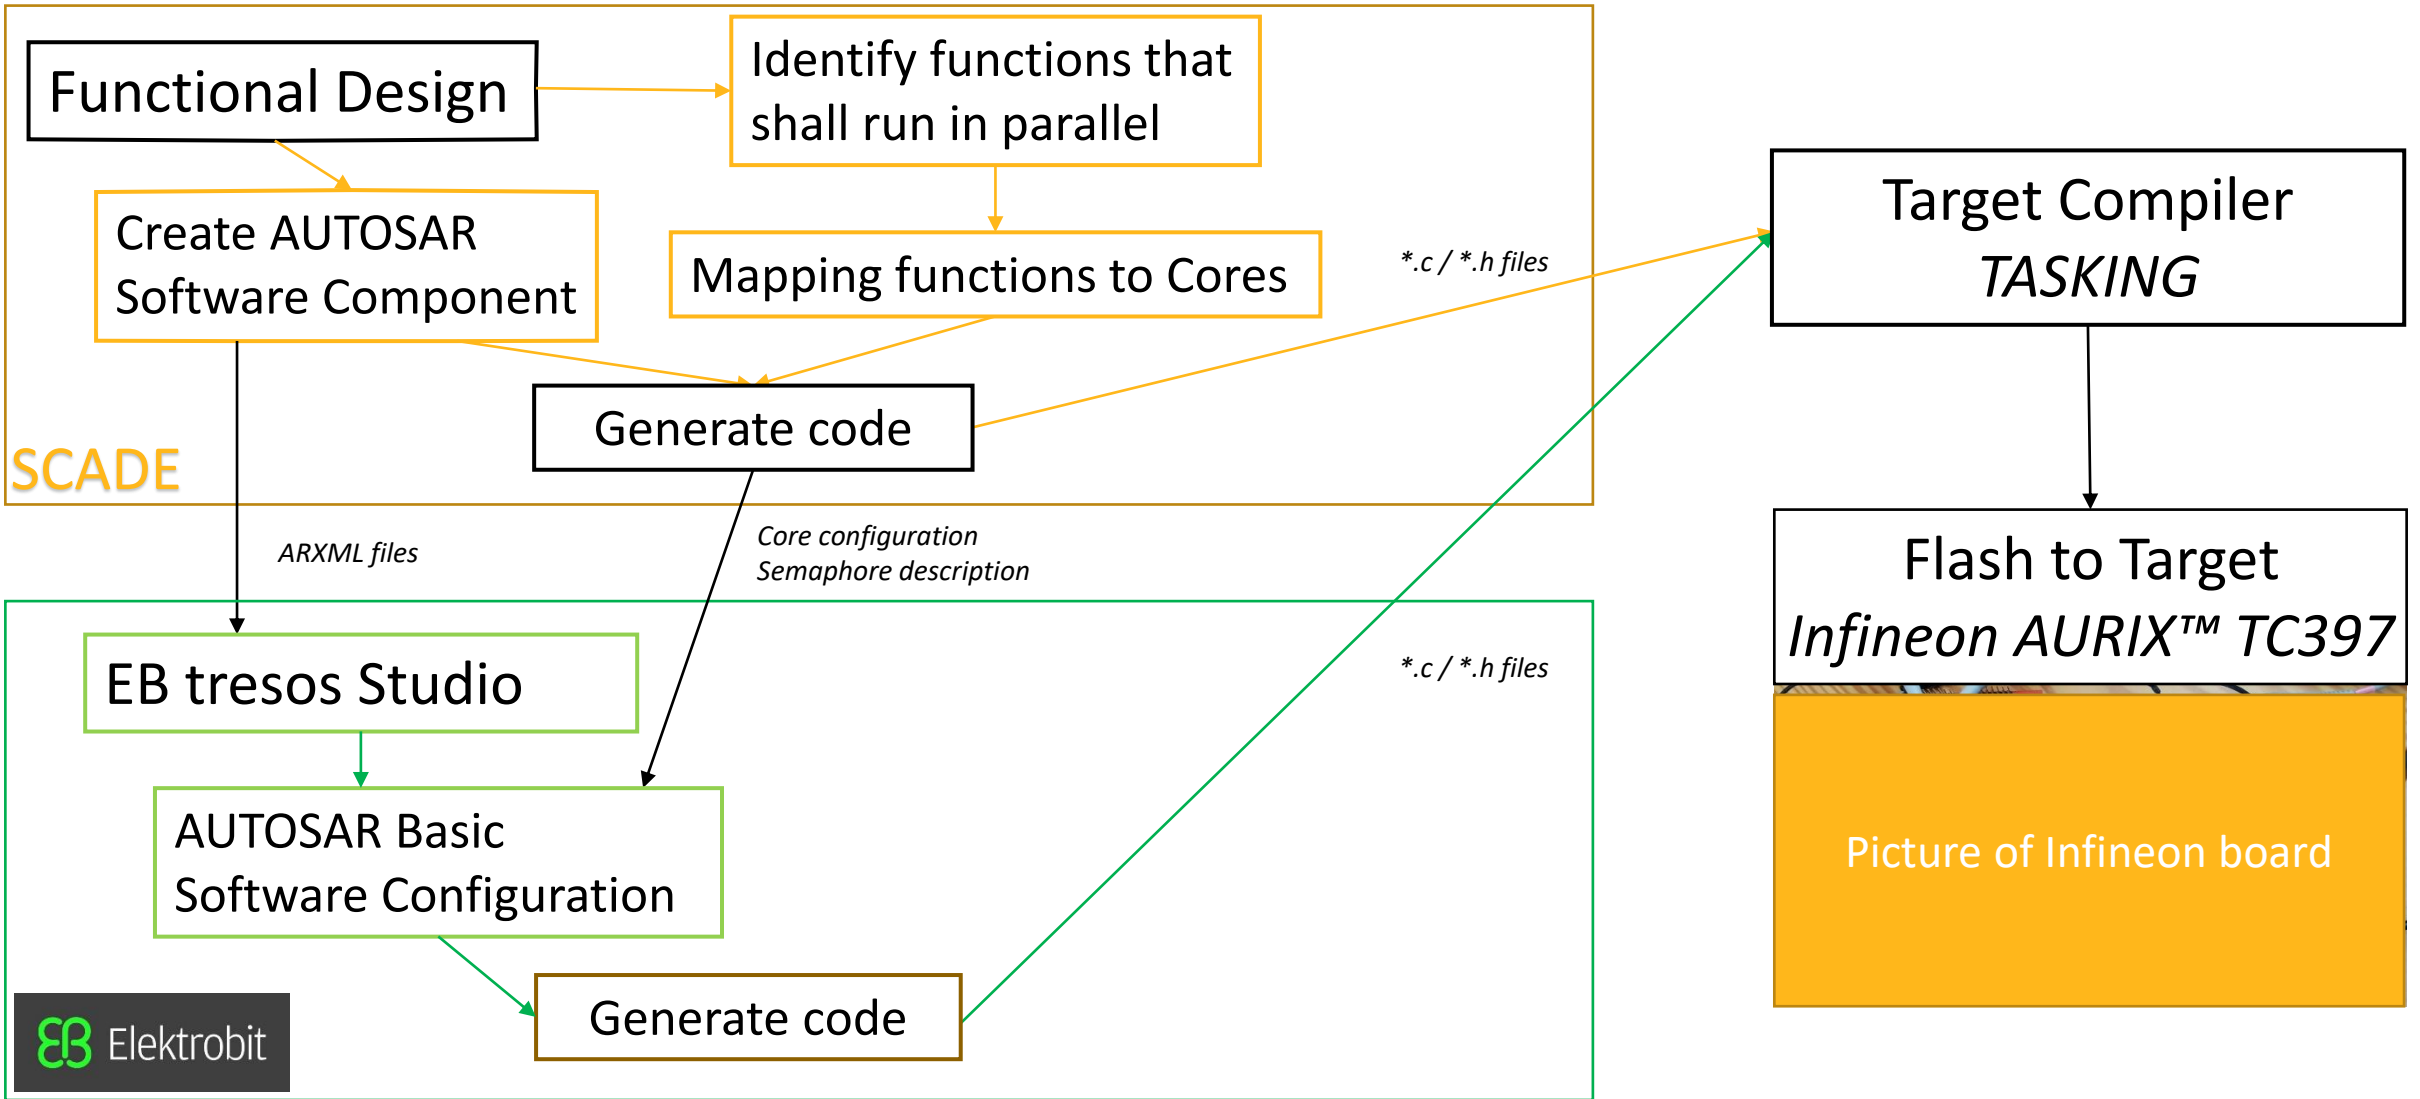 Functional Design
Identify functions that
shall run in parallel
Create AUTOSAR
Software Component
Mapping functions to Cores
*.c / *.h files
Generate code
SCADE
Target Compiler
TASKING
ARXML files
Core configuration
Semaphore description
Flash to Target
Infineon AURIX™ TC397
EB tresos Studio
*.c / *.h files
AUTOSAR Basic
Software Configuration
Picture of Infineon board
Generate code
EB Elektrobit